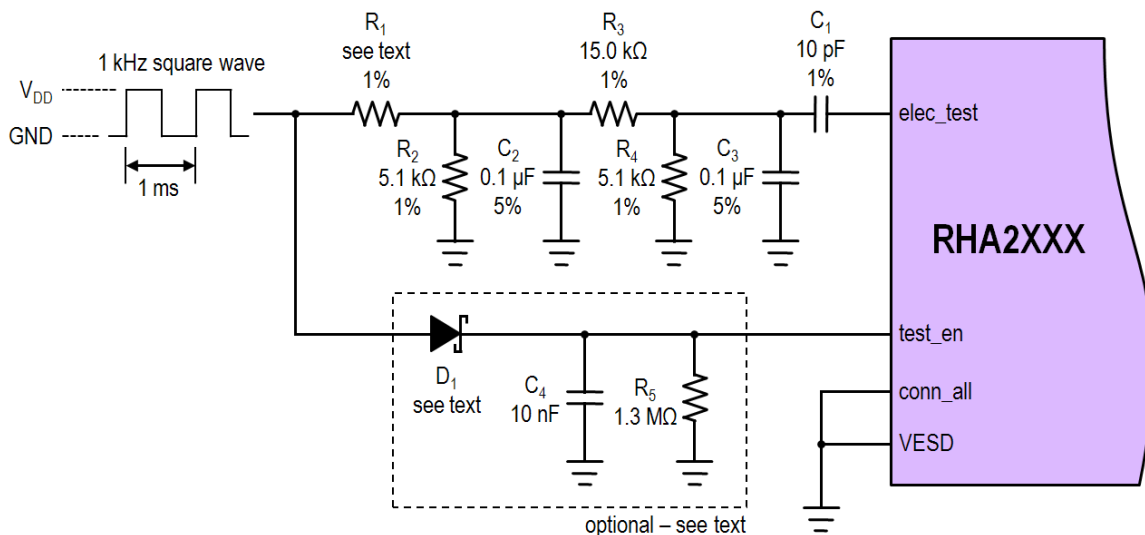 1 kHz square wave
V_DD
GND
1 ms
R1
see text
1%
R2
5.1 kΩ
1%
C2
0.1 µF
5%
R3
15.0 kΩ
1%
R4
5.1 kΩ
1%
C3
0.1 µF
5%
C1
10 pF
1%
elec_test
RHA2XXX
test_en
conn_all
VESD
D1
see text
C4
10 nF
R5
1.3 MΩ
optional – see text